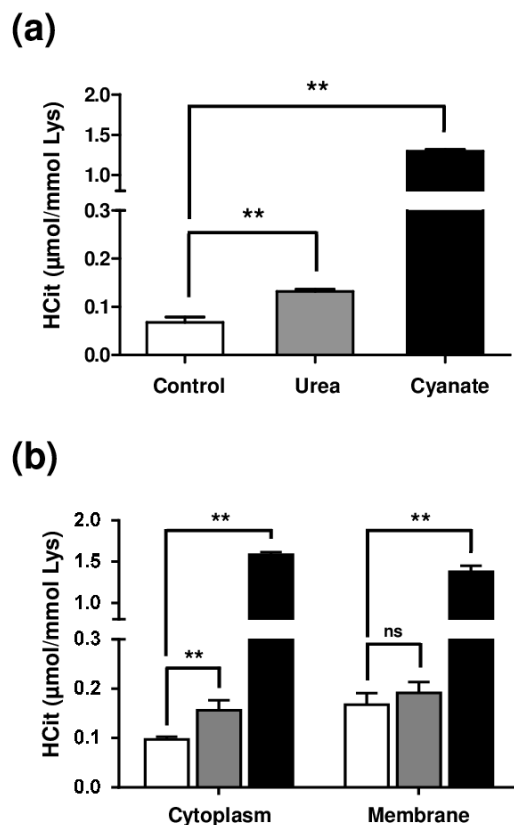 (a)
**
2.0
1.5
1.0
**
0.3
0.2
0.1
0.0
HCit (µmol/mmol Lys)
Control Urea Cyanate
(b)
** **
2.0
1.5
1.0
** ns
0.3
0.2
0.1
0.0
HCit (µmol/mmol Lys)
Cytoplasm Membrane